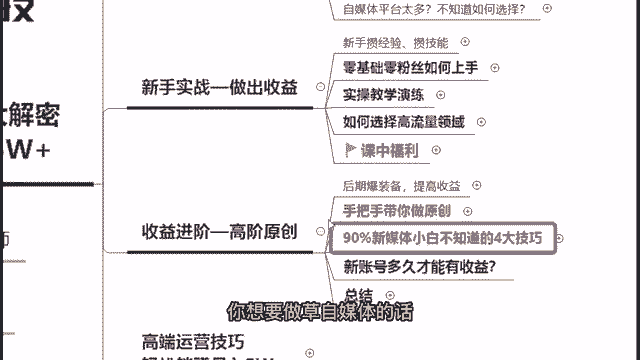 自媒体平台太多？不知道如何选择？
新手攒经验、攒技能
零基础零粉丝如何上手
新手实战—做出收益
实操教学演练
如何选择高流量领域
课中福利
大解密
W+
后期爆装备，提高收益
手把手带你做原创
收益进阶—高阶原创
90%新媒体小白不知道的4大技巧
新账号多久才能有收益？
师
总结
你想要做草自媒体的话
高端运营技巧